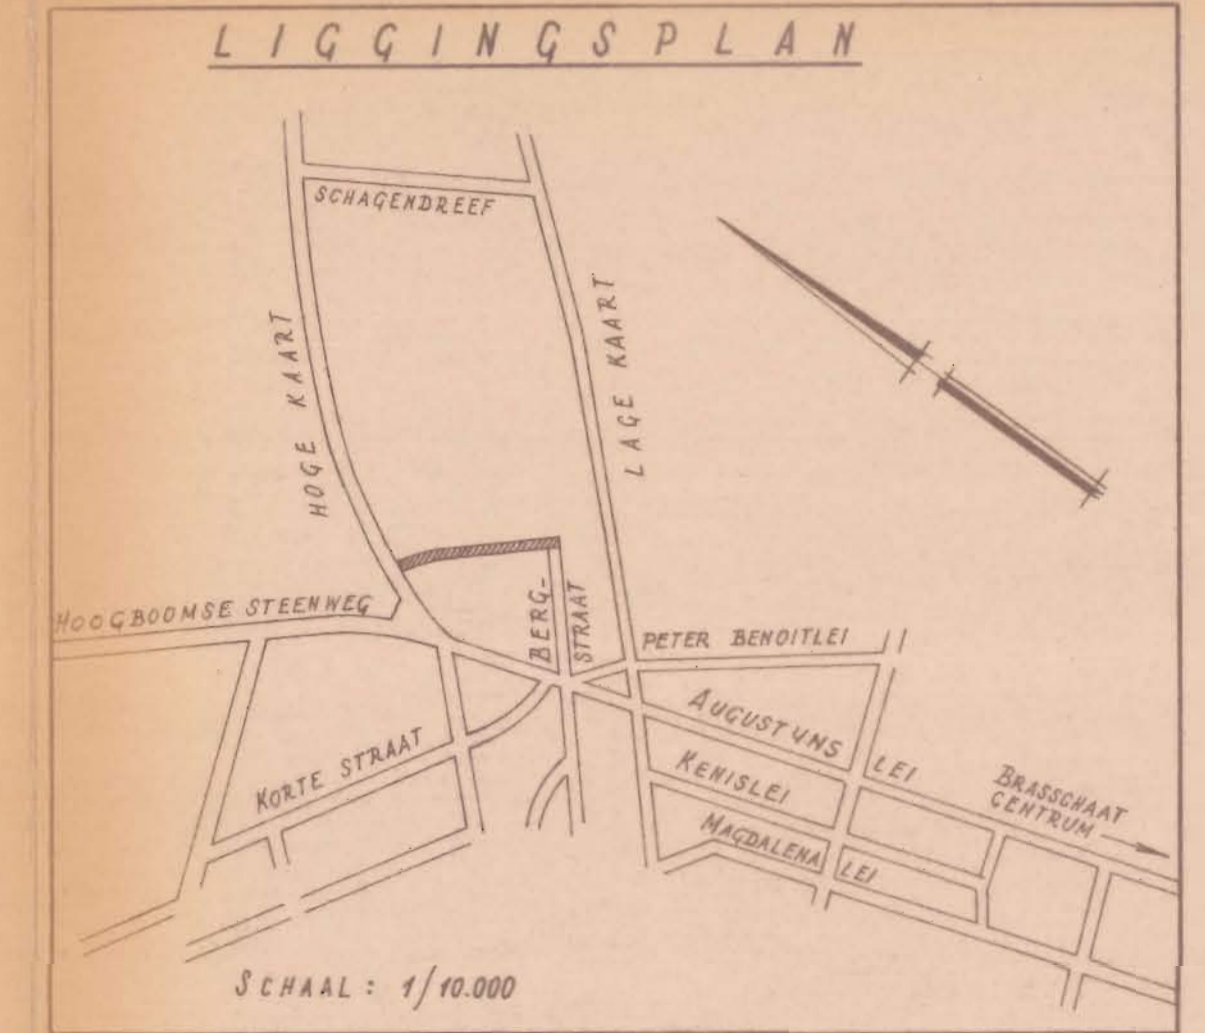 LIGGINGSPLAN
SCHAGENDREEF
HOGE KAART
LAGE KAART
HOOGBOOMSE STEENWEG
BERG-
STRAAT
PETER BENOITLEI
AUGUSTYNS LEI
KORTE STRAAT
KENISLEI
BRASSCHAAT
CENTRUM
MAGDALENA LEI
SCHAAL: 1/10.000